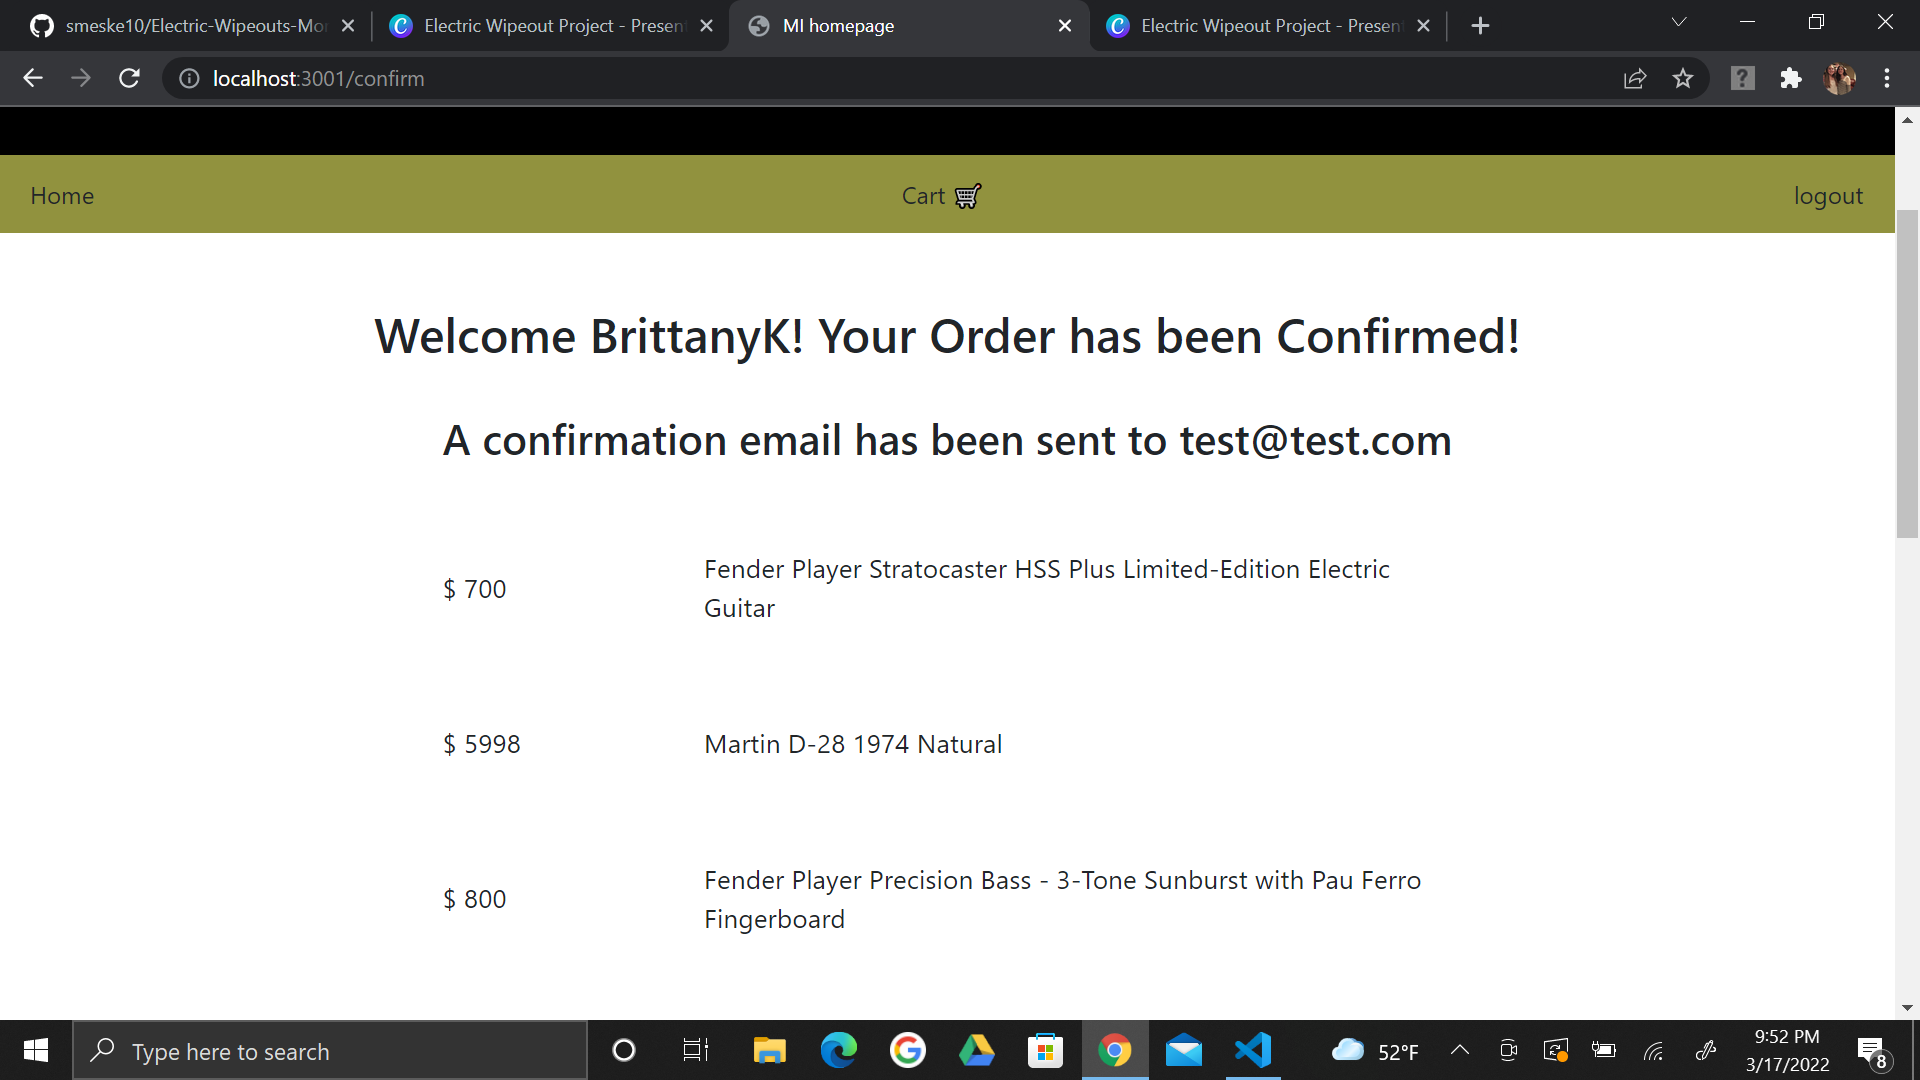 smeske10/Electric-Wipeouts-Mo
Electric Wipeout Project - Presen
MI homepage
Electric Wipeout Project - Presen
localhost:3001/confirm
Home
Cart
logout
Welcome BrittanyK! Your Order has been Confirmed!
A confirmation email has been sent to test@test.com
$ 700
Fender Player Stratocaster HSS Plus Limited-Edition Electric
Guitar
$ 5998
Martin D-28 1974 Natural
$ 800
Fender Player Precision Bass - 3-Tone Sunburst with Pau Ferro
Fingerboard
Type here to search
52°F
9:52 PM
3/17/2022
8